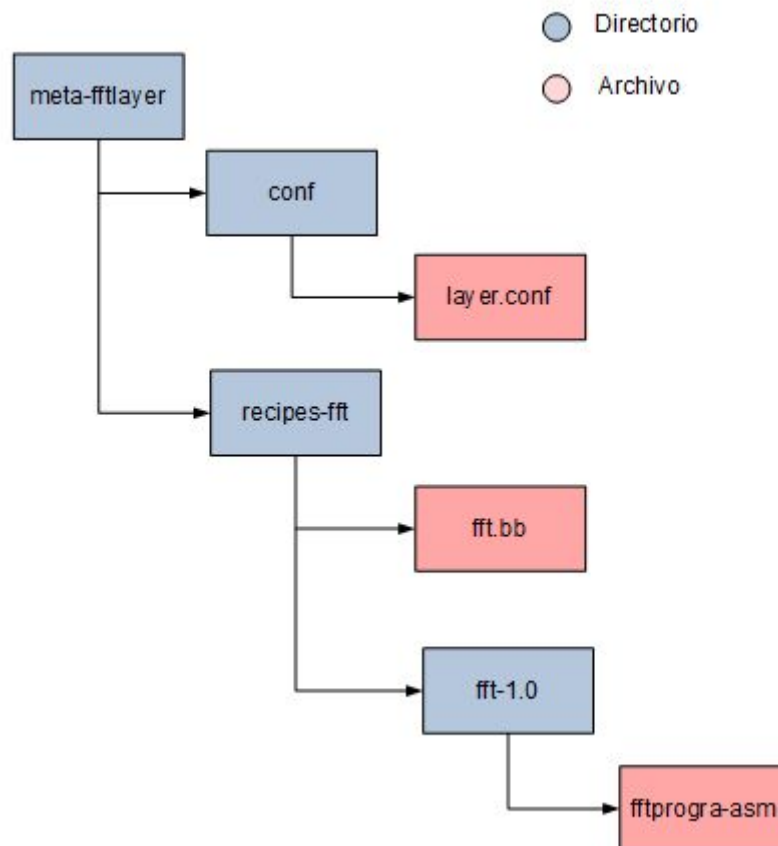 Directorio
Archivo
meta-fftlayer
conf
layer.conf
recipes-fft
fft.bb
fft-1.0
fftprogra-asm